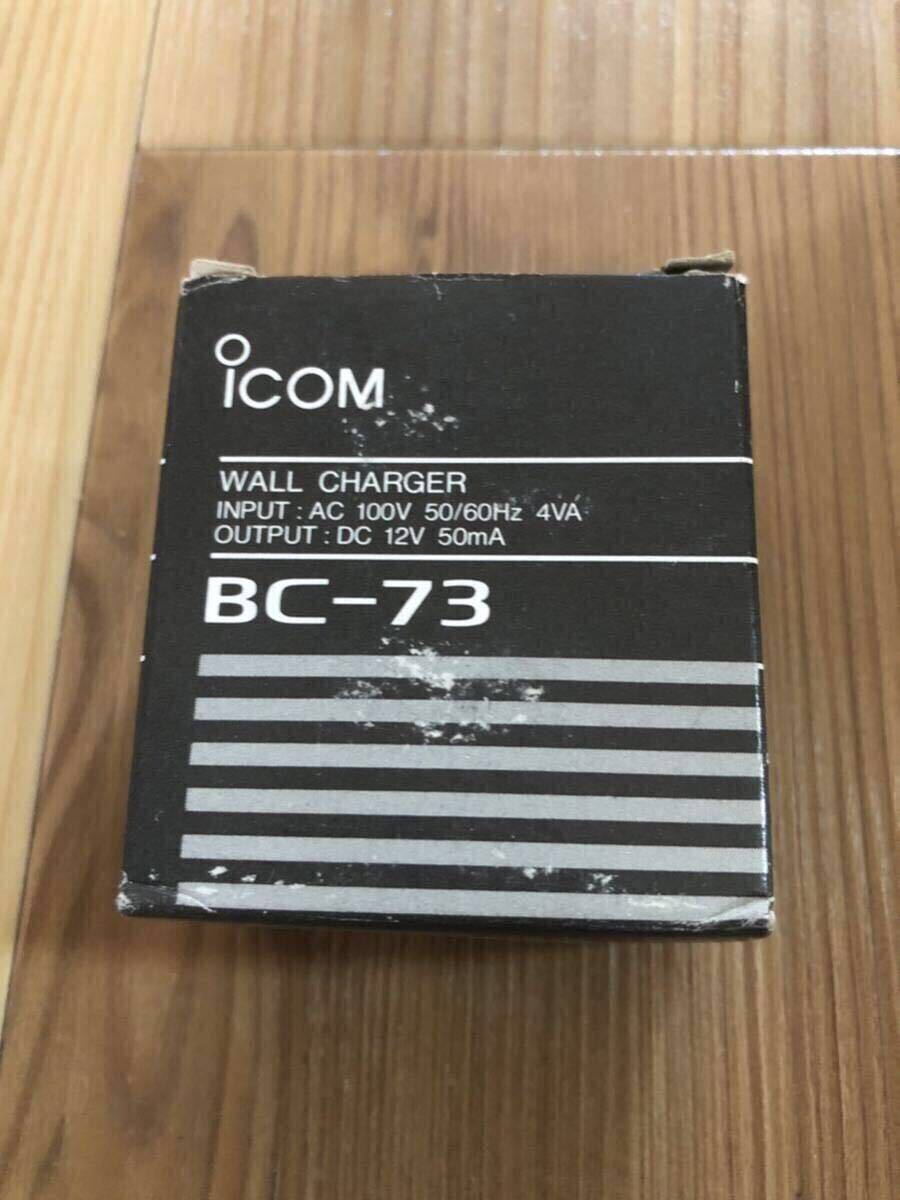 ICOM
WALL CHARGER
INPUT : AC 100V 50/60Hz 4VA
OUTPUT : DC 12V 50mA
BC-73